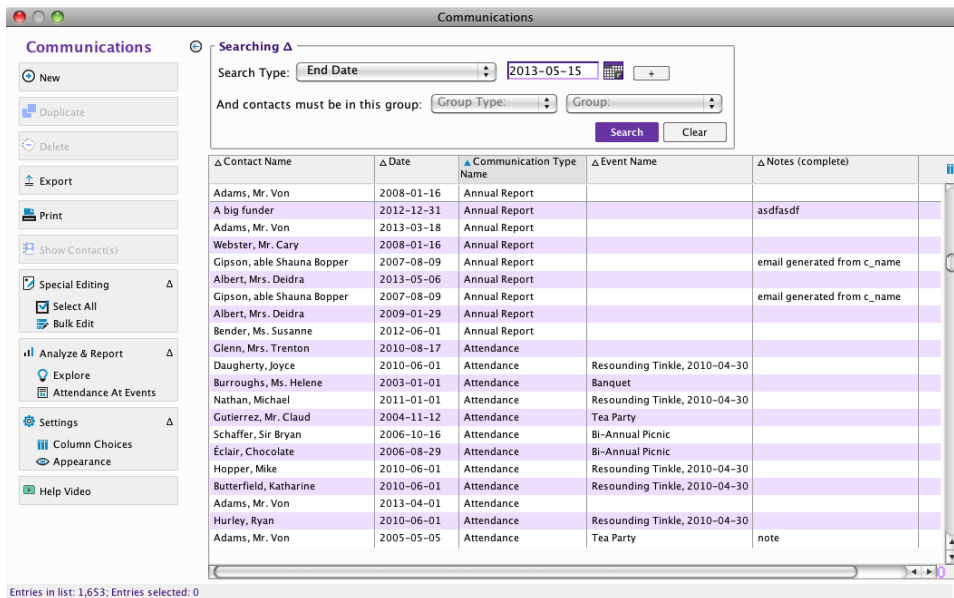 Communications
Communications
New
Duplicate
Delete
Export
Print
Show Contact(s)
Special Editing Δ
Select All
Bulk Edit
Analyze & Report Δ
Explore
Attendance At Events
Settings Δ
Column Choices
Appearance
Help Video
Searching Δ
Search Type: End Date 2013-05-15 +
And contacts must be in this group: Group Type: Group:
Search Clear
Δ Contact Name Δ Date ▲ Communication Type Name Δ Event Name Δ Notes (complete)
Adams, Mr. Von 2008-01-16 Annual Report
A big funder 2012-12-31 Annual Report asdfasdf
Adams, Mr. Von 2013-03-18 Annual Report
Webster, Mr. Cary 2008-01-16 Annual Report
Gipson, able Shauna Bopper 2007-08-09 Annual Report email generated from c_name
Albert, Mrs. Deidra 2013-05-06 Annual Report
Gipson, able Shauna Bopper 2007-08-09 Annual Report email generated from c_name
Albert, Mrs. Deidra 2009-01-29 Annual Report
Bender, Ms. Susanne 2012-06-01 Annual Report
Glenn, Mrs. Trenton 2010-08-17 Attendance
Daugherty, Joyce 2010-06-01 Attendance Resounding Tinkle, 2010-04-30
Burroughs, Ms. Helene 2003-01-01 Attendance Banquet
Nathan, Michael 2011-01-01 Attendance Resounding Tinkle, 2010-04-30
Gutierrez, Mr. Claud 2004-11-12 Attendance Tea Party
Schaffer, Sir Bryan 2006-10-16 Attendance Bi-Annual Picnic
Éclair, Chocolate 2006-08-29 Attendance Bi-Annual Picnic
Hopper, Mike 2010-06-01 Attendance Resounding Tinkle, 2010-04-30
Butterfield, Katharine 2010-06-01 Attendance Resounding Tinkle, 2010-04-30
Adams, Mr. Von 2013-04-01 Attendance
Hurley, Ryan 2010-06-01 Attendance Resounding Tinkle, 2010-04-30
Adams, Mr. Von 2005-05-05 Attendance Tea Party note
Entries in list: 1,653; Entries selected: 0